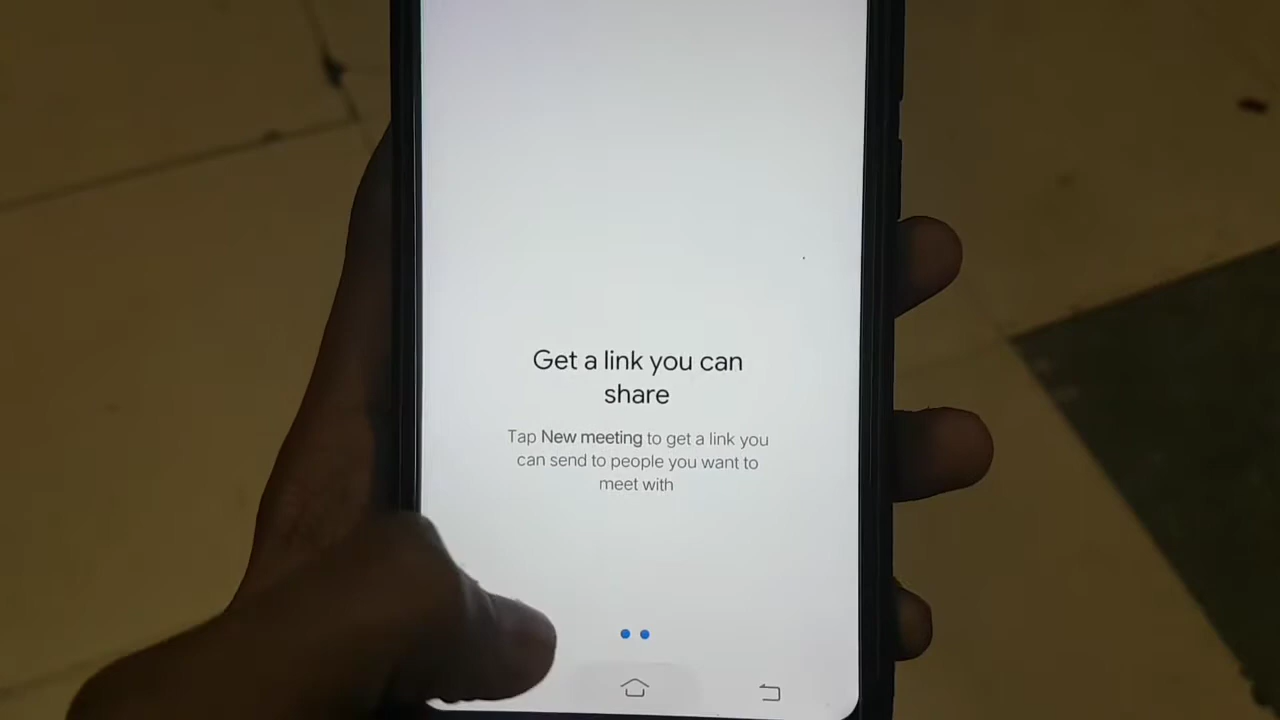 Get a link you can
share
Tap New meeting to get a link you
can send to people you want to
meet with